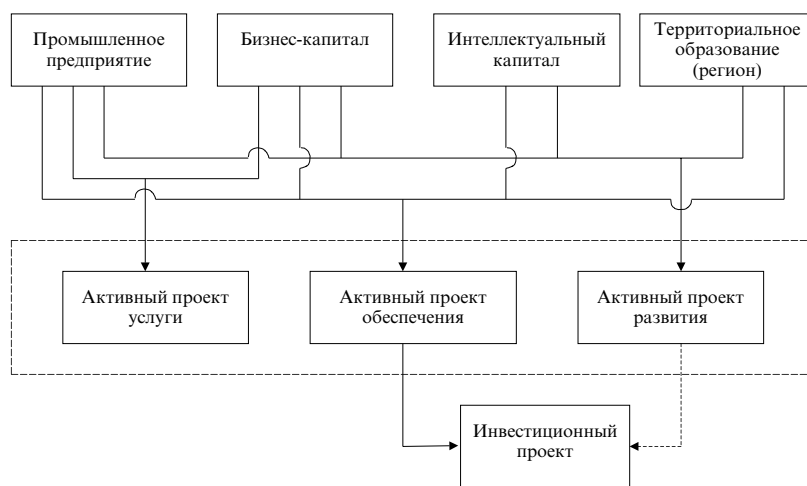 Промышленное
предприятие
Бизнес-капитал
Интеллектуальный
капитал
Территориальное
образование
(регион)
Активный проект
услуги
Активный проект
обеспечения
Активный проект
развития
Инвестиционный
проект